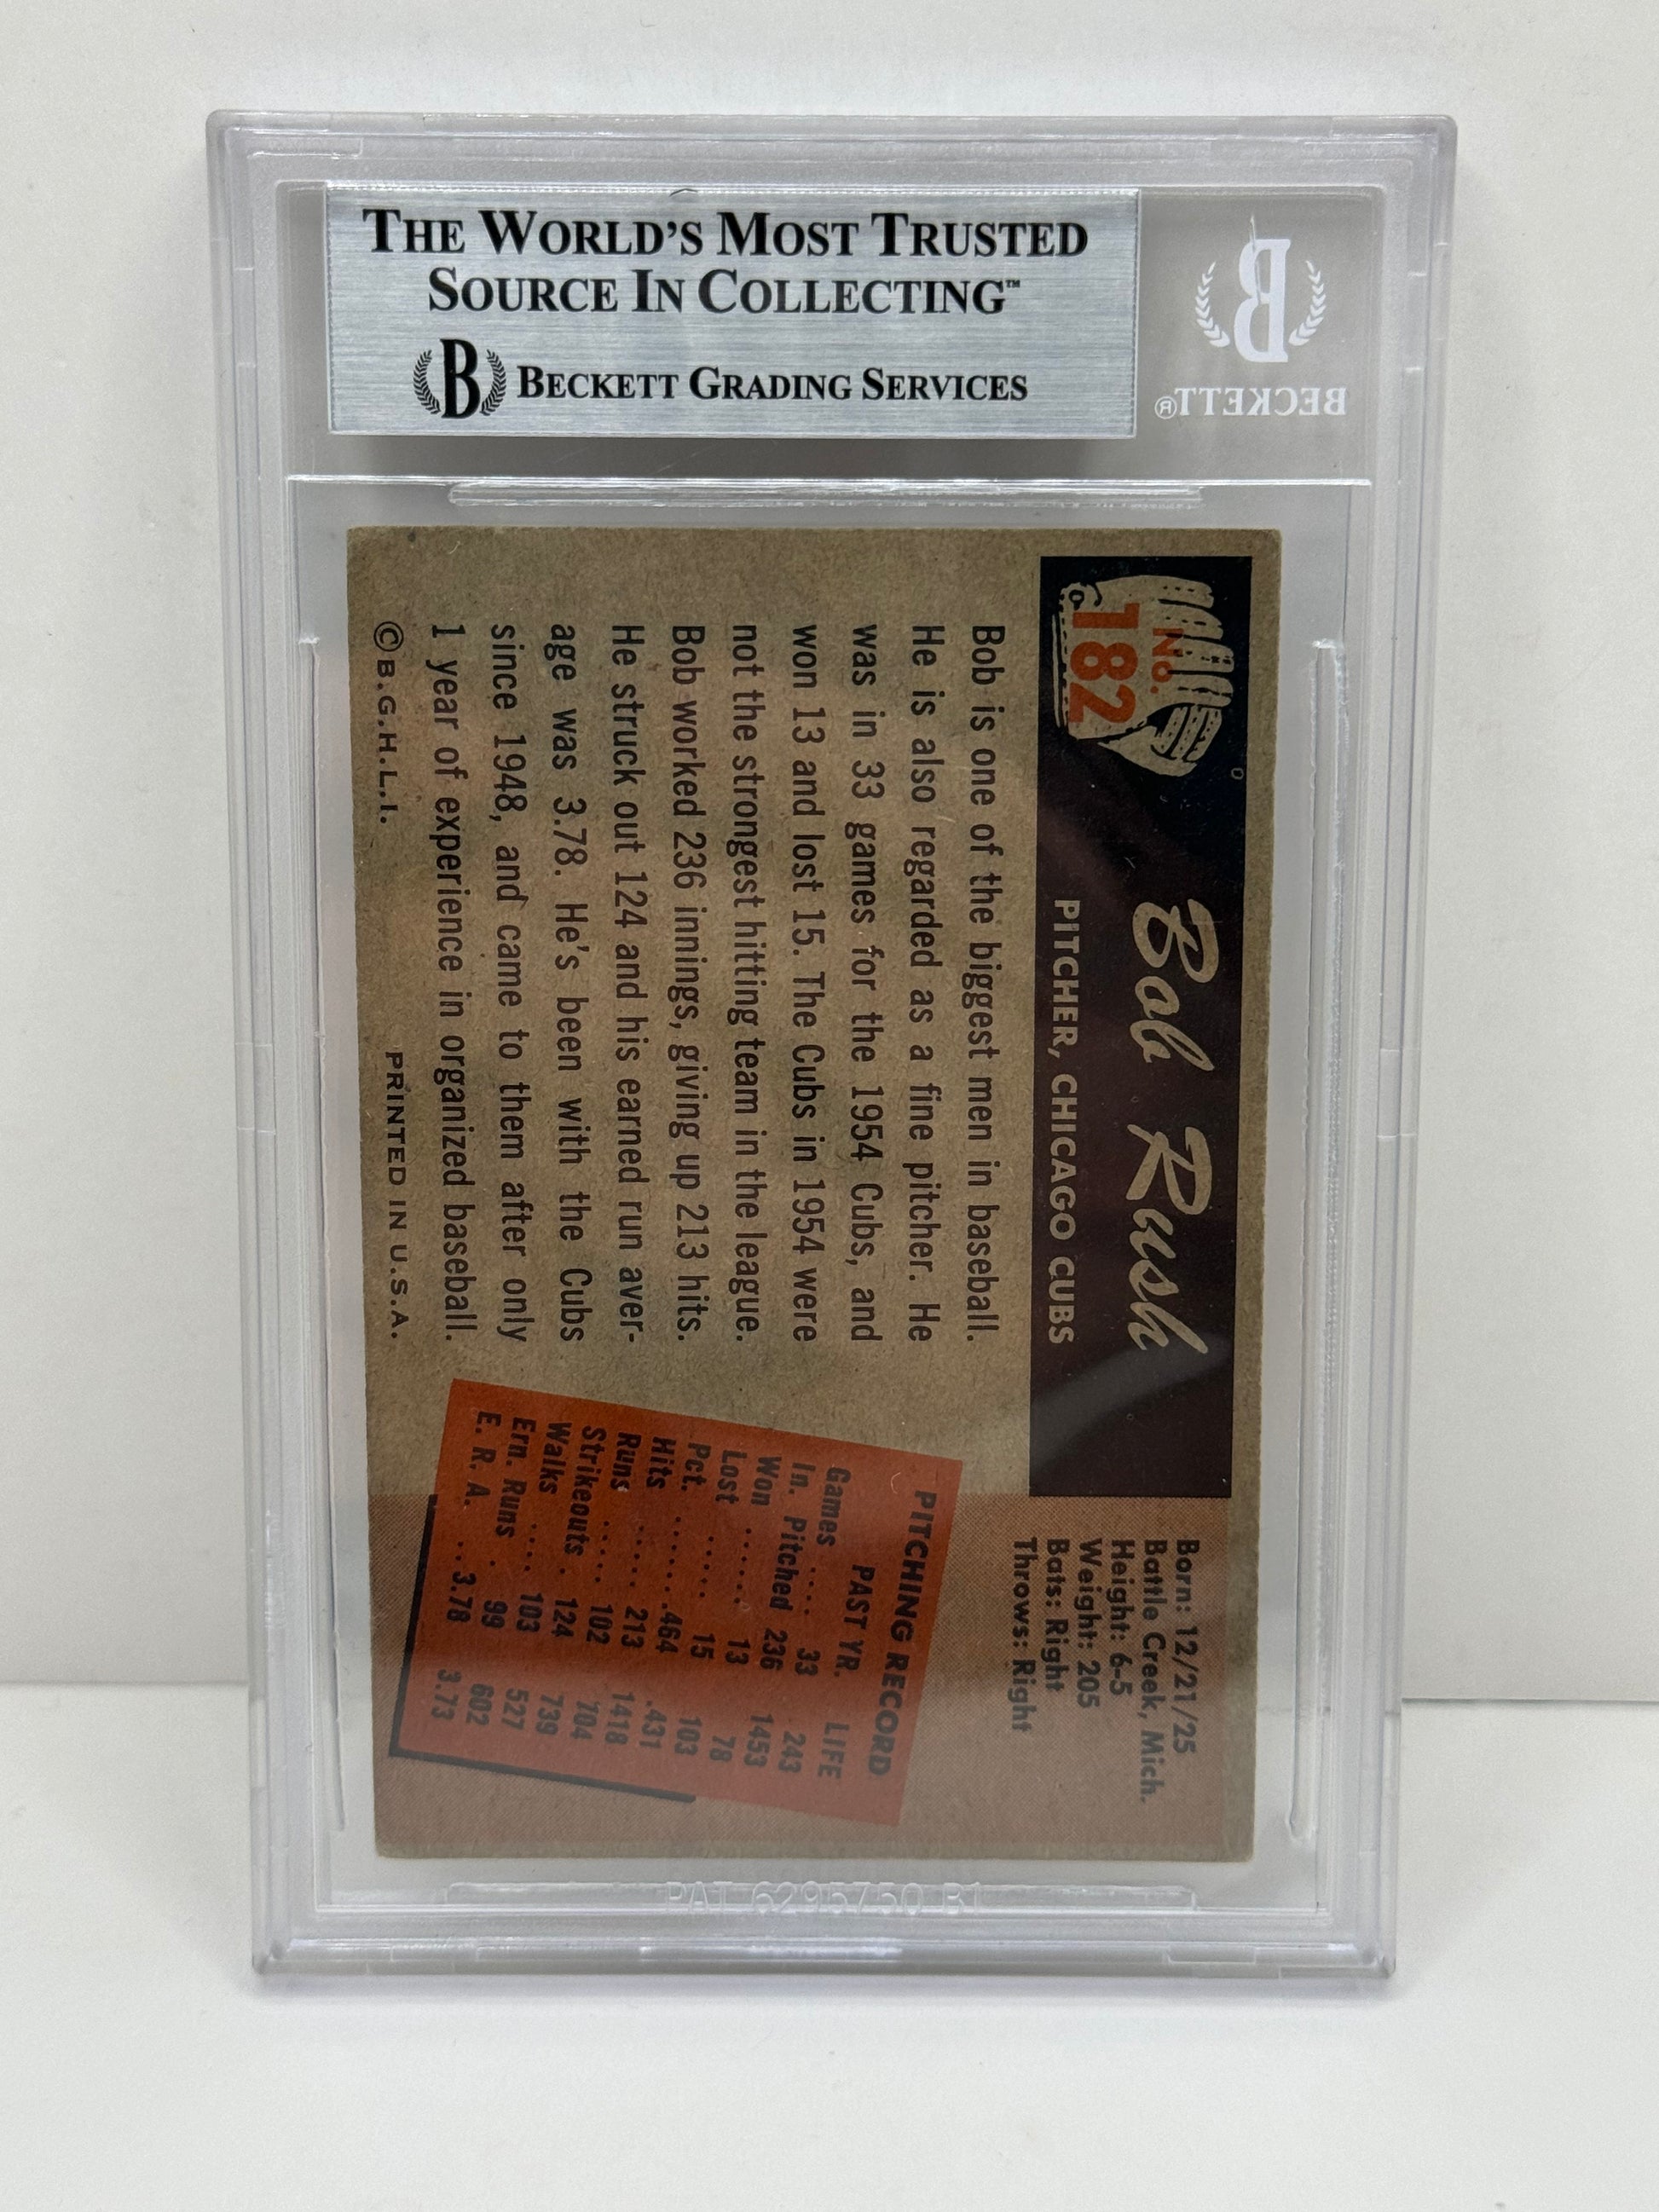 THE WORLD'S MOST TRUSTED
SOURCE IN COLLECTING™
B BECKETT GRADING SERVICES
B
BECKETT®
No.
182
Bob Rush
PITCHER, CHICAGO CUBS
Born: 12/21/25
Battle Creek, Mich.
Height: 6-5
Weight: 205
Bats: Right
Throws: Right
Bob is one of the biggest men in baseball.
He is also regarded as a fine pitcher. He
was in 33 games for the 1954 Cubs, and
won 13 and lost 15. The Cubs in 1954 were
not the strongest hitting team in the league.
Bob worked 236 innings, giving up 213 hits.
He struck out 124 and his earned run aver-
age was 3.78. He's been with the Cubs
since 1948, and came to them after only
1 year of experience in organized baseball.
©B.G.H.L.I. PRINTED IN U.S.A.
PITCHING RECORD
PAST YR. LIFE
Games .... 33 243
In. Pitched 236 1453
Won ...... 13 78
Lost ...... 15 103
Pct. .......464 .431
Hits ...... 213 1418
Runs ..... 102 704
Strikeouts . 124 739
Walks .... 103 527
Ern. Runs . 99 602
E. R. A. ...3.78 3.73
PAT 6295750 B1